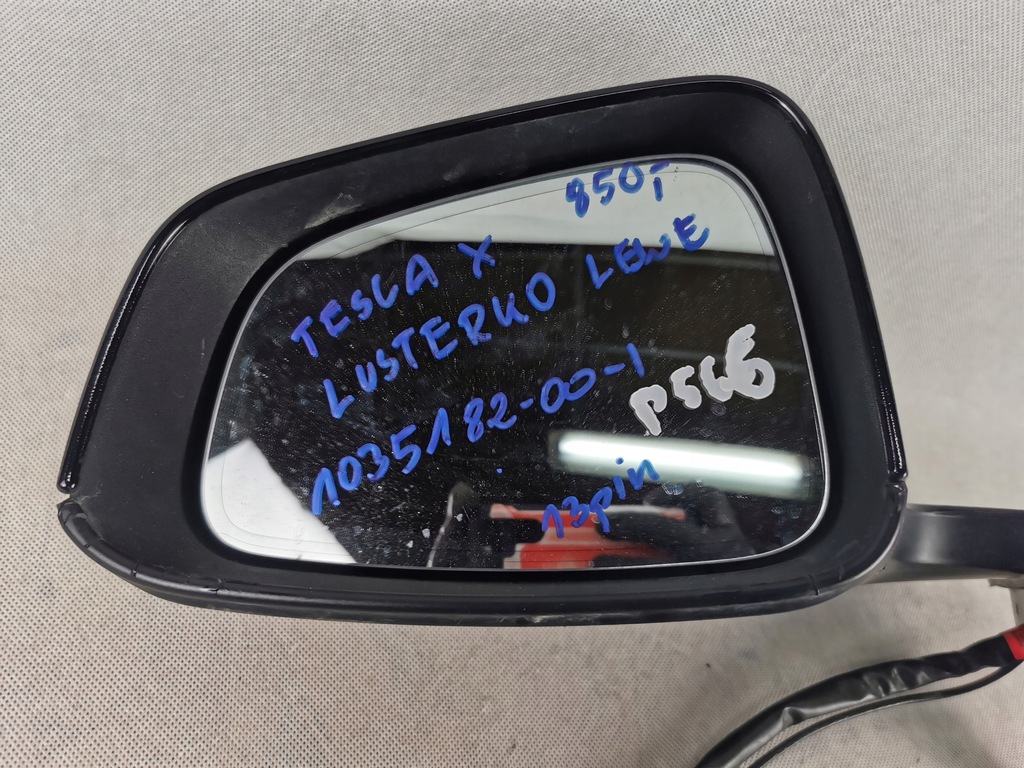 850,-
TESLA X
LUSTERKO LEWE
1035182-00-1
P566
13pin